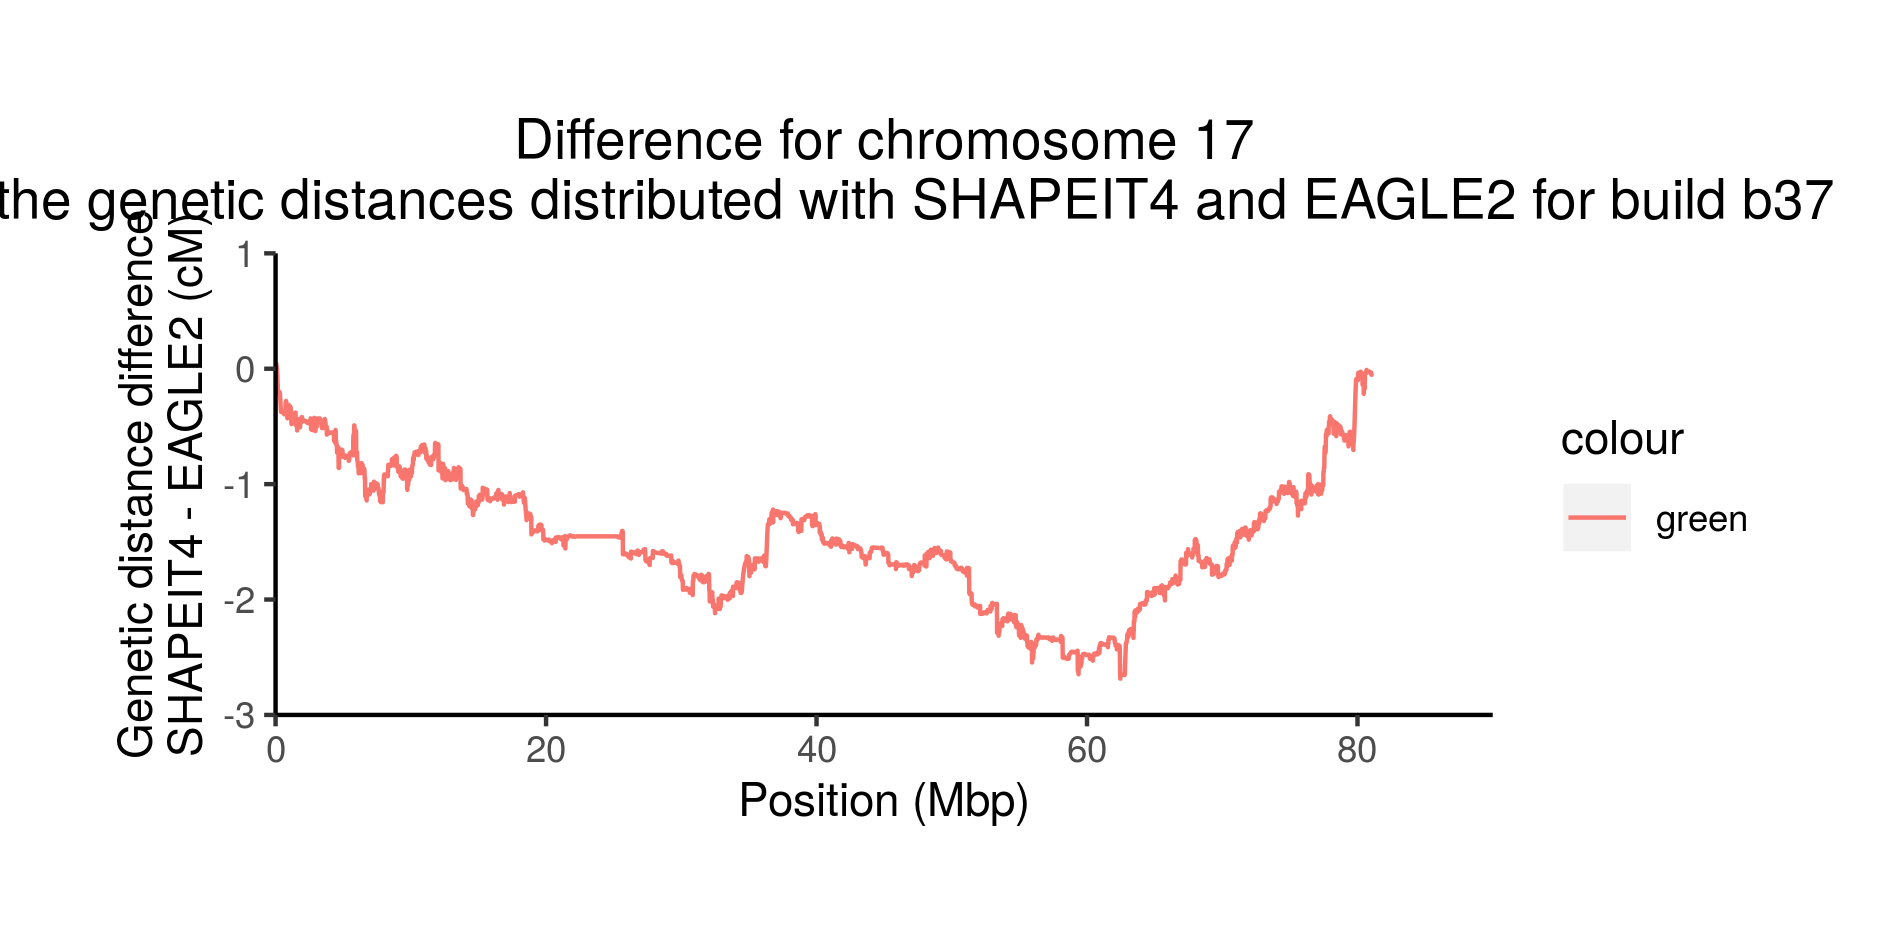 Difference for chromosome 17
the genetic distances distributed with SHAPEIT4 and EAGLE2 for build b37
Genetic distance difference
SHAPEIT4 - EAGLE2 (cM)
1
0
-1
-2
-3
0 20 40 60 80
Position (Mbp)
colour
green